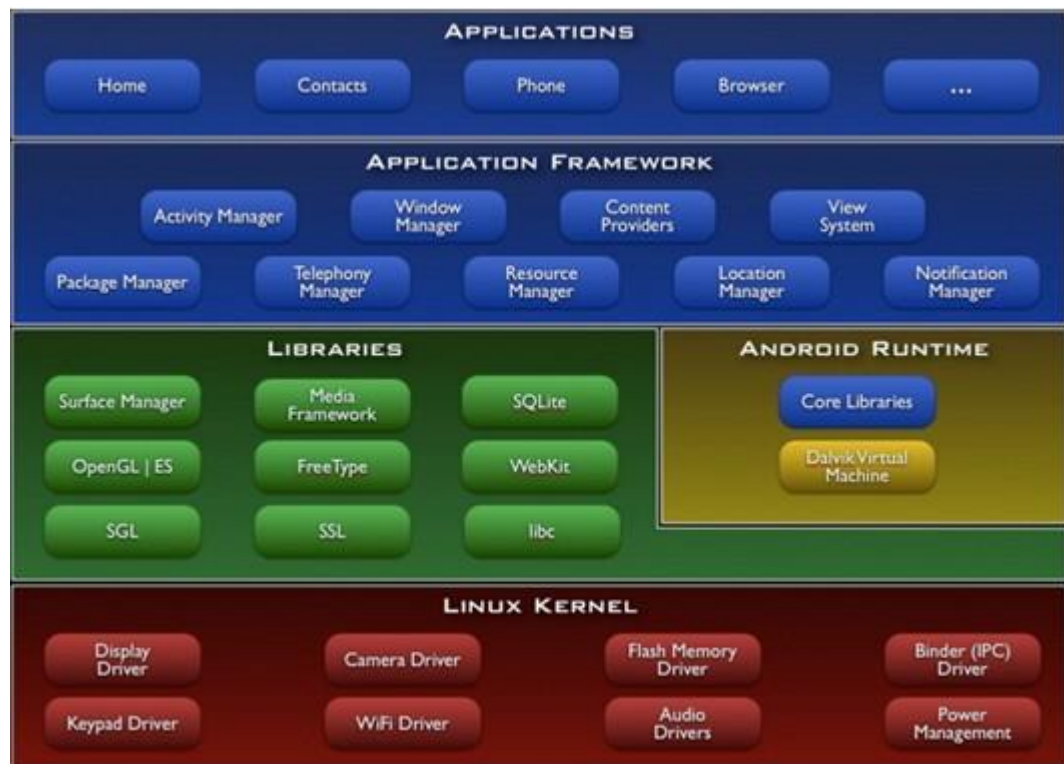 APPLICATIONS
Home Contacts Phone Browser ...
APPLICATION FRAMEWORK
Activity Manager Window Manager Content Providers View System
Package Manager Telephony Manager Resource Manager Location Manager Notification Manager
LIBRARIES
Surface Manager Media Framework SQLite
OpenGL | ES FreeType WebKit
SGL SSL libc
ANDROID RUNTIME
Core Libraries
Dalvik Virtual Machine
LINUX KERNEL
Display Driver Camera Driver Flash Memory Driver Binder (IPC) Driver
Keypad Driver WiFi Driver Audio Drivers Power Management